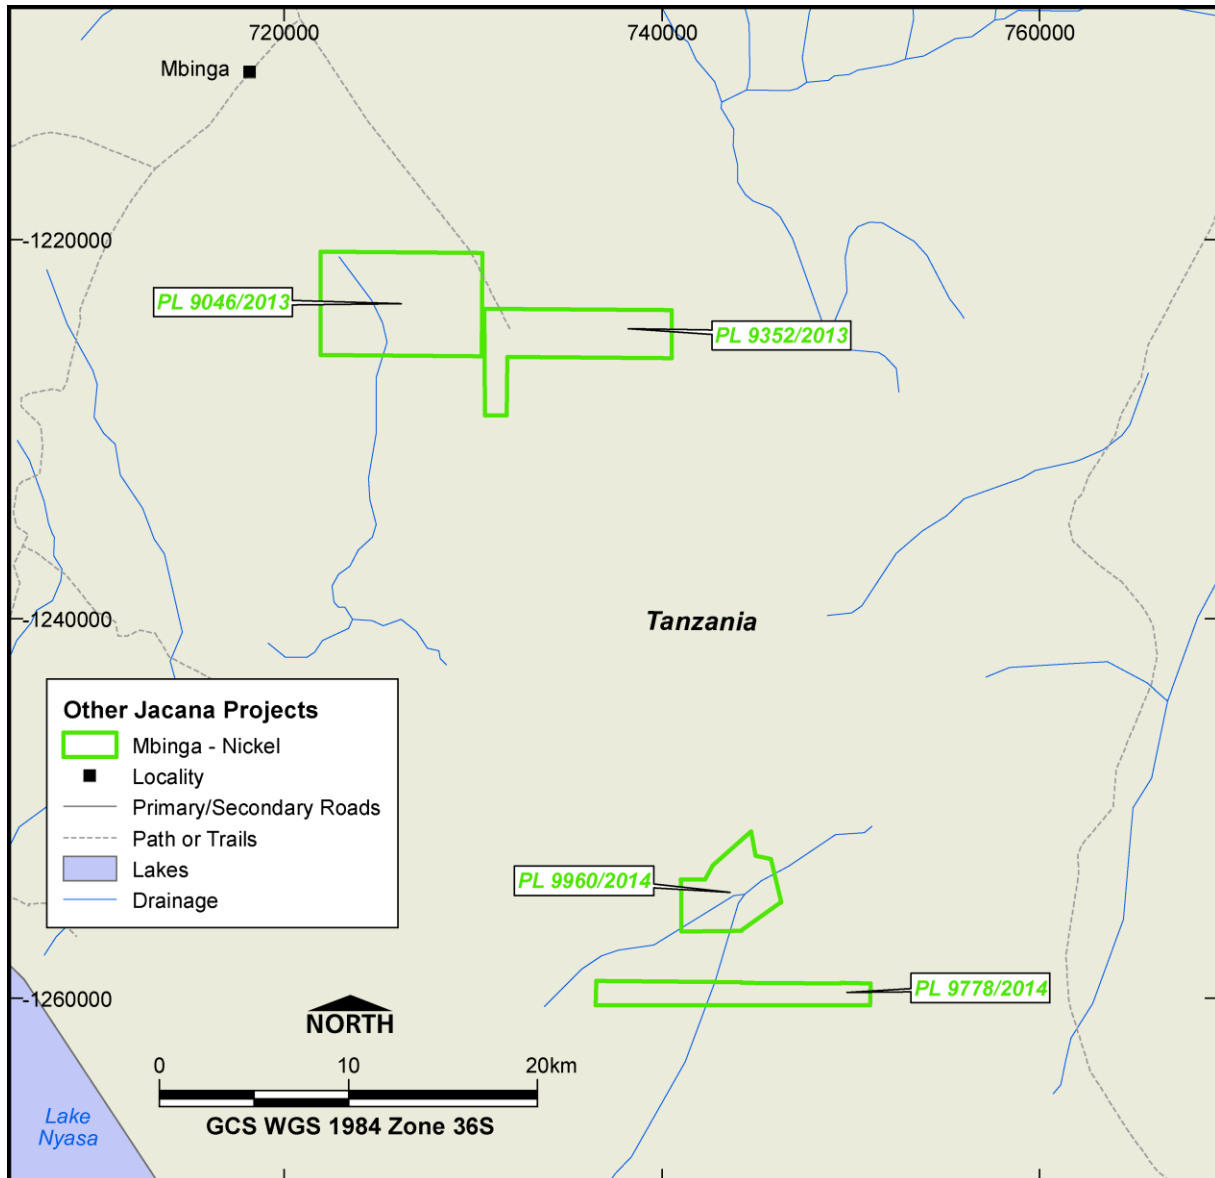 720000
740000
760000
Mbinga
-1220000
PL 9046/2013
PL 9352/2013
-1240000
Tanzania
Other Jacana Projects
Mbinga - Nickel
Locality
Primary/Secondary Roads
Path or Trails
Lakes
Drainage
PL 9960/2014
PL 9778/2014
-1260000
NORTH
0
10
20km
GCS WGS 1984 Zone 36S
Lake
Nyasa